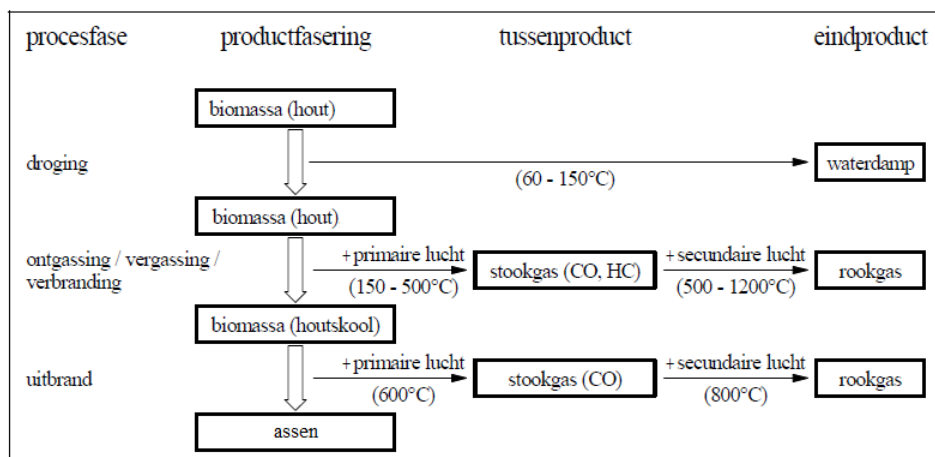 procesfase productfasering tussenproduct eindproduct
biomassa (hout)
droging (60 - 150°C) waterdamp
biomassa (hout)
ontgassing / vergassing / verbranding +primaire lucht (150 - 500°C) stookgas (CO, HC) +secundaire lucht (500 - 1200°C) rookgas
biomassa (houtskool)
uitbrand +primaire lucht (600°C) stookgas (CO) +secundaire lucht (800°C) rookgas
assen